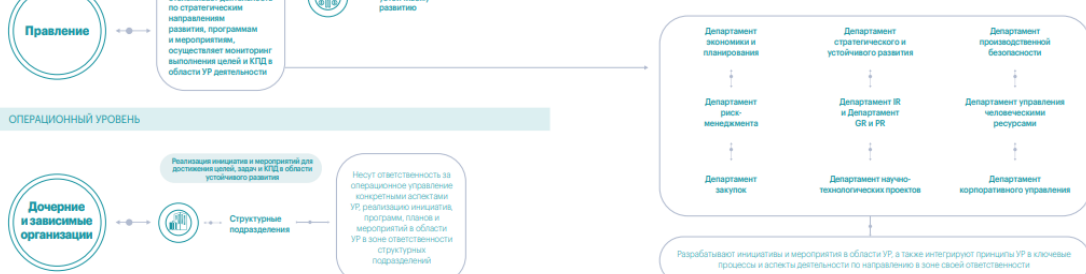 Правление
по стратегическим
направлениям
развития, программам
и мероприятиям,
осуществляет мониторинг
выполнения целей и КПД в
области УР деятельности
развитию
Департамент
экономики и
планирования
Департамент
стратегического и
устойчивого развития
Департамент
производственной
безопасности
Департамент
риск-
менеджмента
Департамент IR
и Департамент
GR и PR
Департамент управления
человеческими
ресурсами
Департамент
закупок
Департамент научно-
технологических проектов
Департамент
корпоративного управления
ОПЕРАЦИОННЫЙ УРОВЕНЬ
Реализация инициатив и мероприятий для
достижения целей, задач и КПД в области
устойчивого развития
Дочерние
и зависимые
организации
Структурные
подразделения
Несут ответственность за
операционное управление
конкретными аспектами
УР, реализацию инициатив,
программ, планов и
мероприятий в области
УР в зоне ответственности
структурных
подразделений
Разрабатывают инициативы и мероприятия в области УР, а также интегрируют принципы УР в ключевые
процессы и аспекты деятельности по направлению в зоне своей ответственности